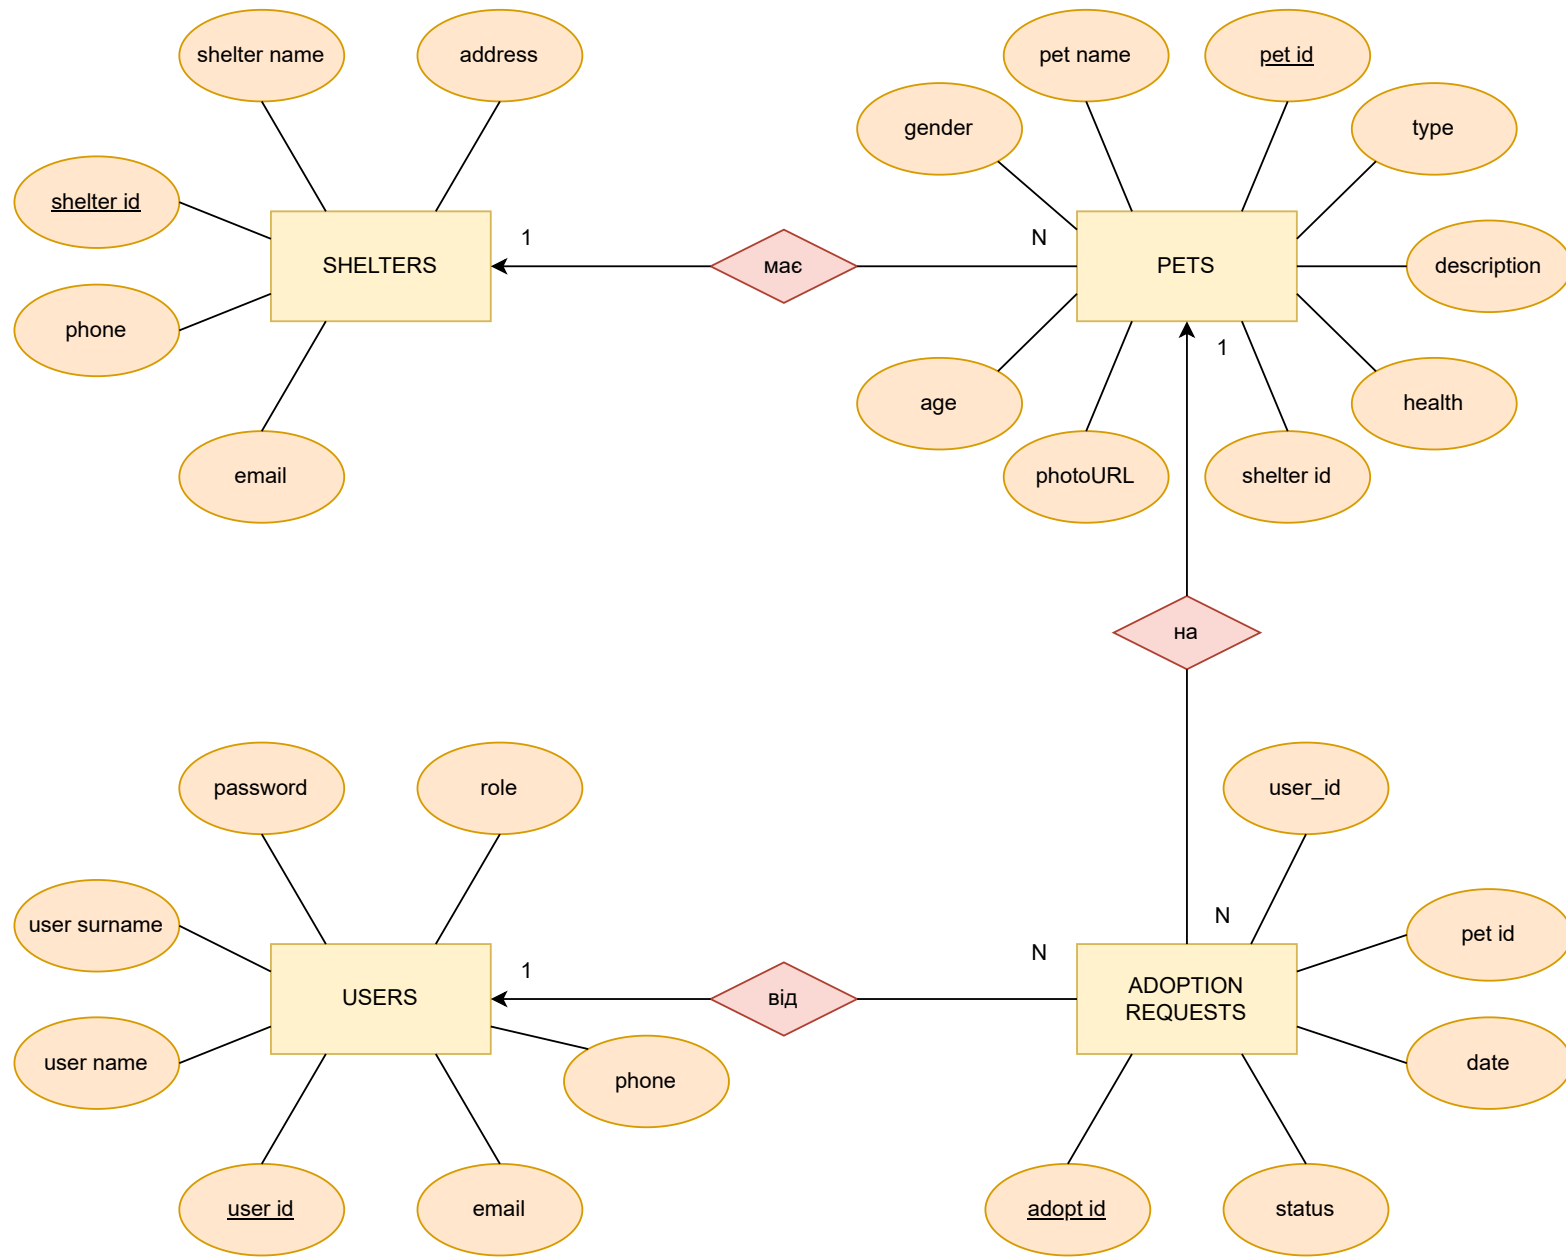 shelter name
address
pet name
pet id
gender
type
shelter id
SHELTERS
1
має
N
PETS
description
phone
1
age
health
email
photoURL
shelter id
на
password
role
user_id
user surname
N
pet id
USERS
1
від
N
ADOPTION
REQUESTS
user name
phone
date
user id
email
adopt id
status